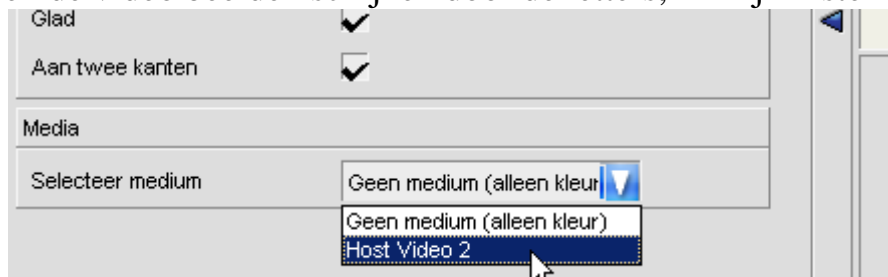 Glad
Aan twee kanten
Media
Selecteer medium
Geen medium (alleen kleur
Geen medium (alleen kleur)
Host Video 2